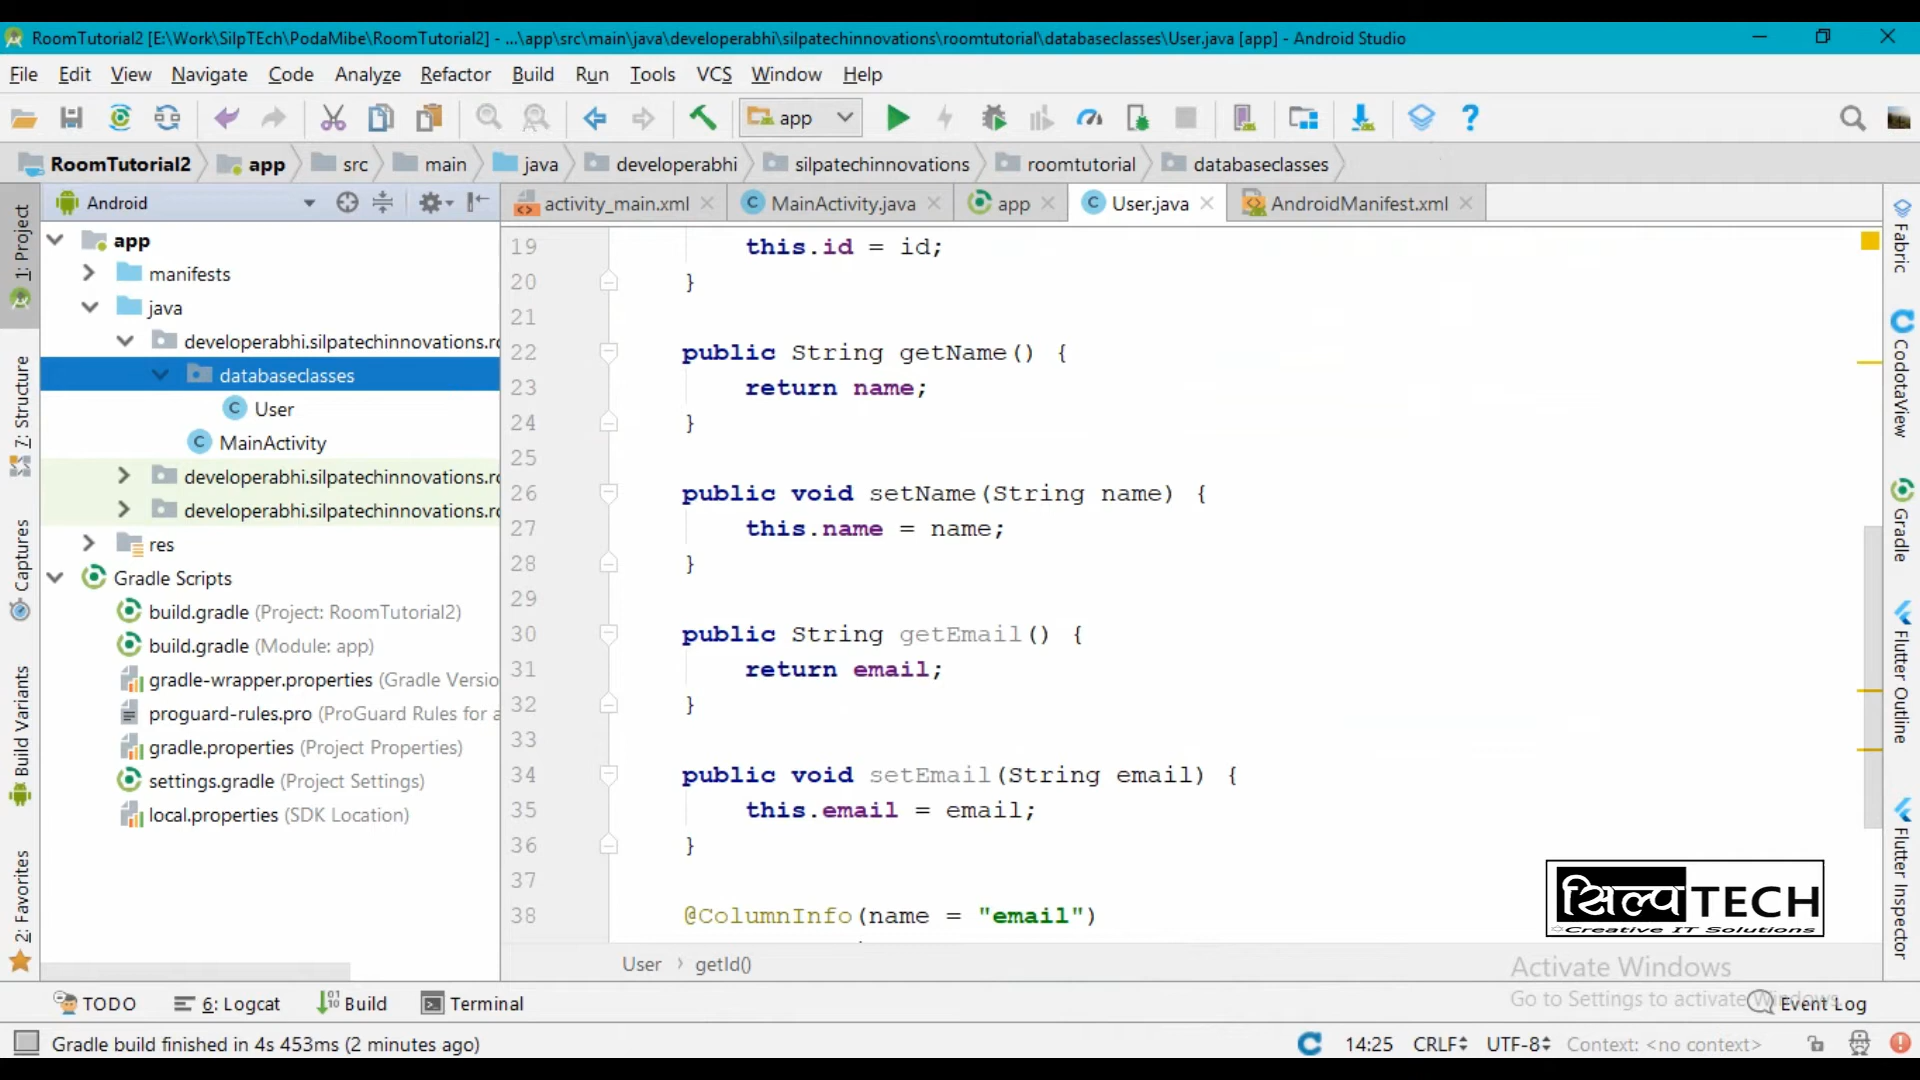 RoomTutorial2 [E:\Work\SilpTEch\PodaMibe\RoomTutorial2] - ...\app\src\main\java\developerabhi\silpatechinnovations\roomtutorial\databaseclasses\User.java [app] - Android Studio
File Edit View Navigate Code Analyze Refactor Build Run Tools VCS Window Help
app
RoomTutorial2 app src main java developerabhi silpatechinnovations roomtutorial databaseclasses
Android
activity_main.xml MainActivity.java app User.java AndroidManifest.xml
1: Project
7: Structure
Captures
Build Variants
2: Favorites
app
manifests
java
developerabhi.silpatechinnovations.ro
databaseclasses
User
MainActivity
developerabhi.silpatechinnovations.ro
developerabhi.silpatechinnovations.ro
res
Gradle Scripts
build.gradle (Project: RoomTutorial2)
build.gradle (Module: app)
gradle-wrapper.properties (Gradle Versio
proguard-rules.pro (ProGuard Rules for a
gradle.properties (Project Properties)
settings.gradle (Project Settings)
local.properties (SDK Location)
19 this.id = id;
20 }
21
22 public String getName() {
23 return name;
24 }
25
26 public void setName(String name) {
27 this.name = name;
28 }
29
30 public String getEmail() {
31 return email;
32 }
33
34 public void setEmail(String email) {
35 this.email = email;
36 }
37
38 @ColumnInfo(name = "email")
User › getId()
Fabric
CodotaView
Gradle
Flutter Outline
Flutter Inspector
सिल्पTECH
Creative IT Solutions
Activate Windows
Go to Settings to activate Windows.
TODO 6: Logcat Build Terminal Event Log
Gradle build finished in 4s 453ms (2 minutes ago) 14:25 CRLF UTF-8 Context: <no context>